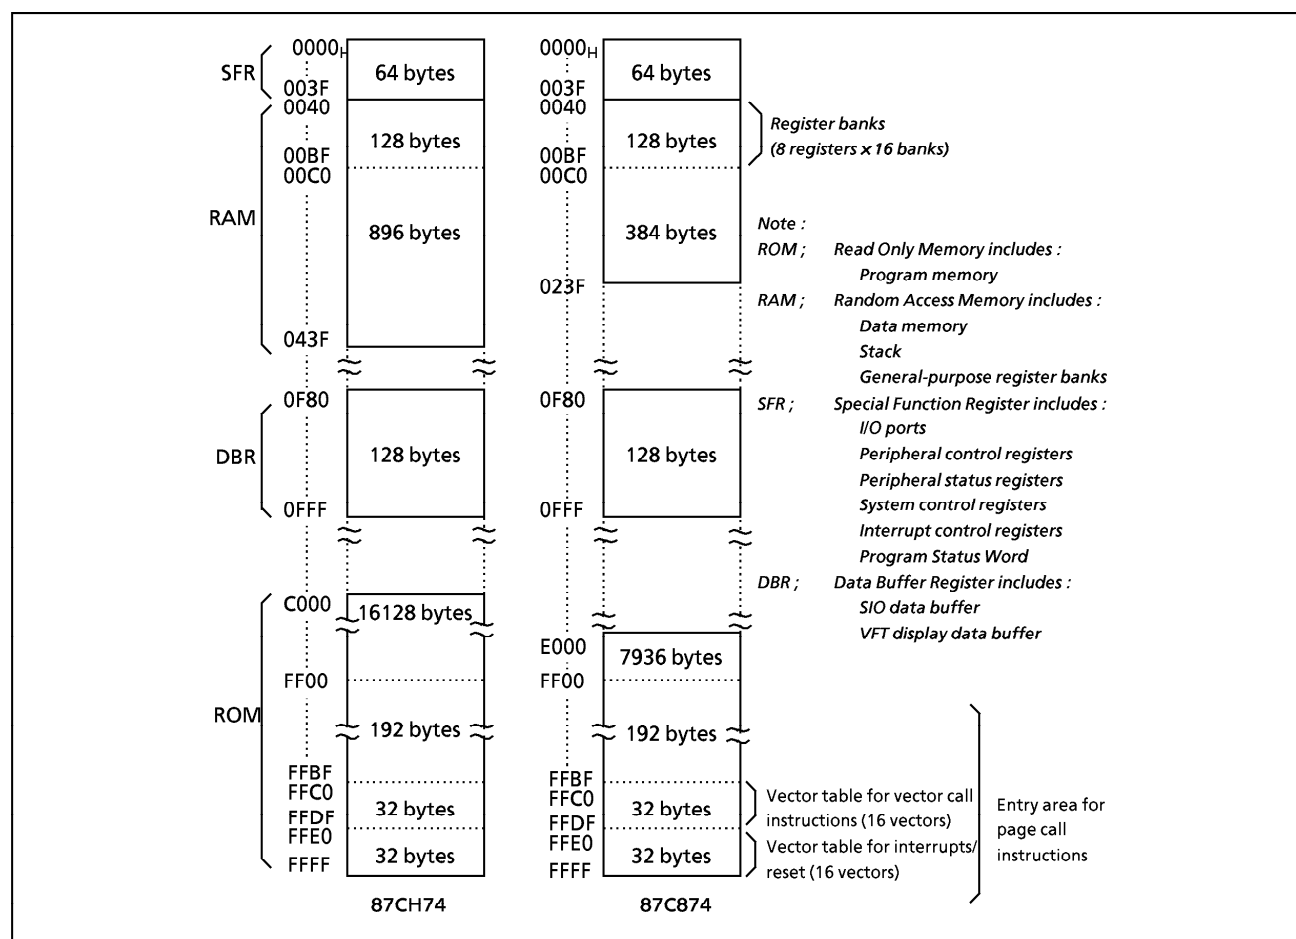 SFR
0000H
64 bytes
003F
RAM
0040
128 bytes
00BF
00C0
896 bytes
043F
DBR
0F80
128 bytes
0FFF
ROM
C000
16128 bytes
FF00
192 bytes
FFBF
FFC0
32 bytes
FFDF
FFE0
32 bytes
FFFF
87CH74
0000H
64 bytes
003F
0040
128 bytes
00BF
00C0
384 bytes
023F
0F80
128 bytes
0FFF
E000
7936 bytes
FF00
192 bytes
FFBF
FFC0
32 bytes
FFDF
FFE0
32 bytes
FFFF
87C874
Register banks
(8 registers x 16 banks)
Note :
ROM ; Read Only Memory includes :
Program memory
RAM ; Random Access Memory includes :
Data memory
Stack
General-purpose register banks
SFR ; Special Function Register includes :
I/O ports
Peripheral control registers
Peripheral status registers
System control registers
Interrupt control registers
Program Status Word
DBR ; Data Buffer Register includes :
SIO data buffer
VFT display data buffer
Vector table for vector call
instructions (16 vectors)
Vector table for interrupts/
reset (16 vectors)
Entry area for
page call
instructions